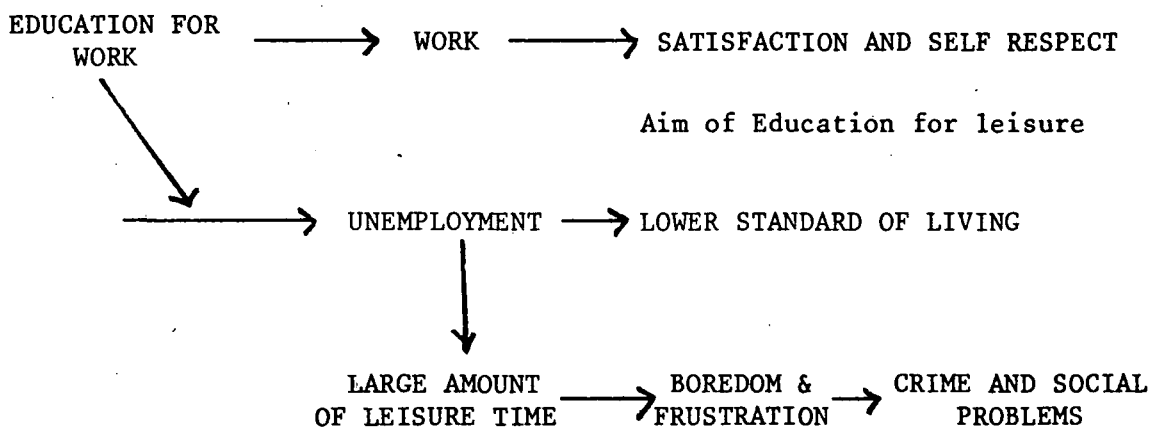 EDUCATION FOR
WORK
WORK
SATISFACTION AND SELF RESPECT
Aim of Education for leisure
UNEMPLOYMENT
LOWER STANDARD OF LIVING
LARGE AMOUNT
OF LEISURE TIME
BOREDOM &
FRUSTRATION
CRIME AND SOCIAL
PROBLEMS